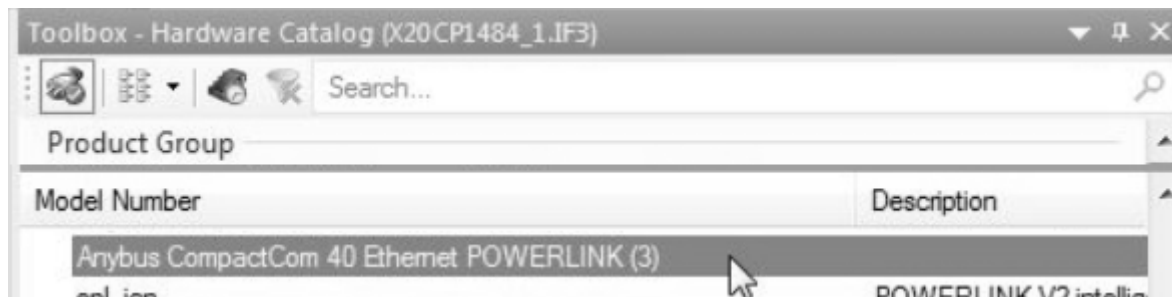 Toolbox - Hardware Catalog (X20CP1484_1.IF3)
Search...
Product Group
Model Number Description
Anybus CompactCom 40 Ethernet POWERLINK (3)
POWERLINK V2